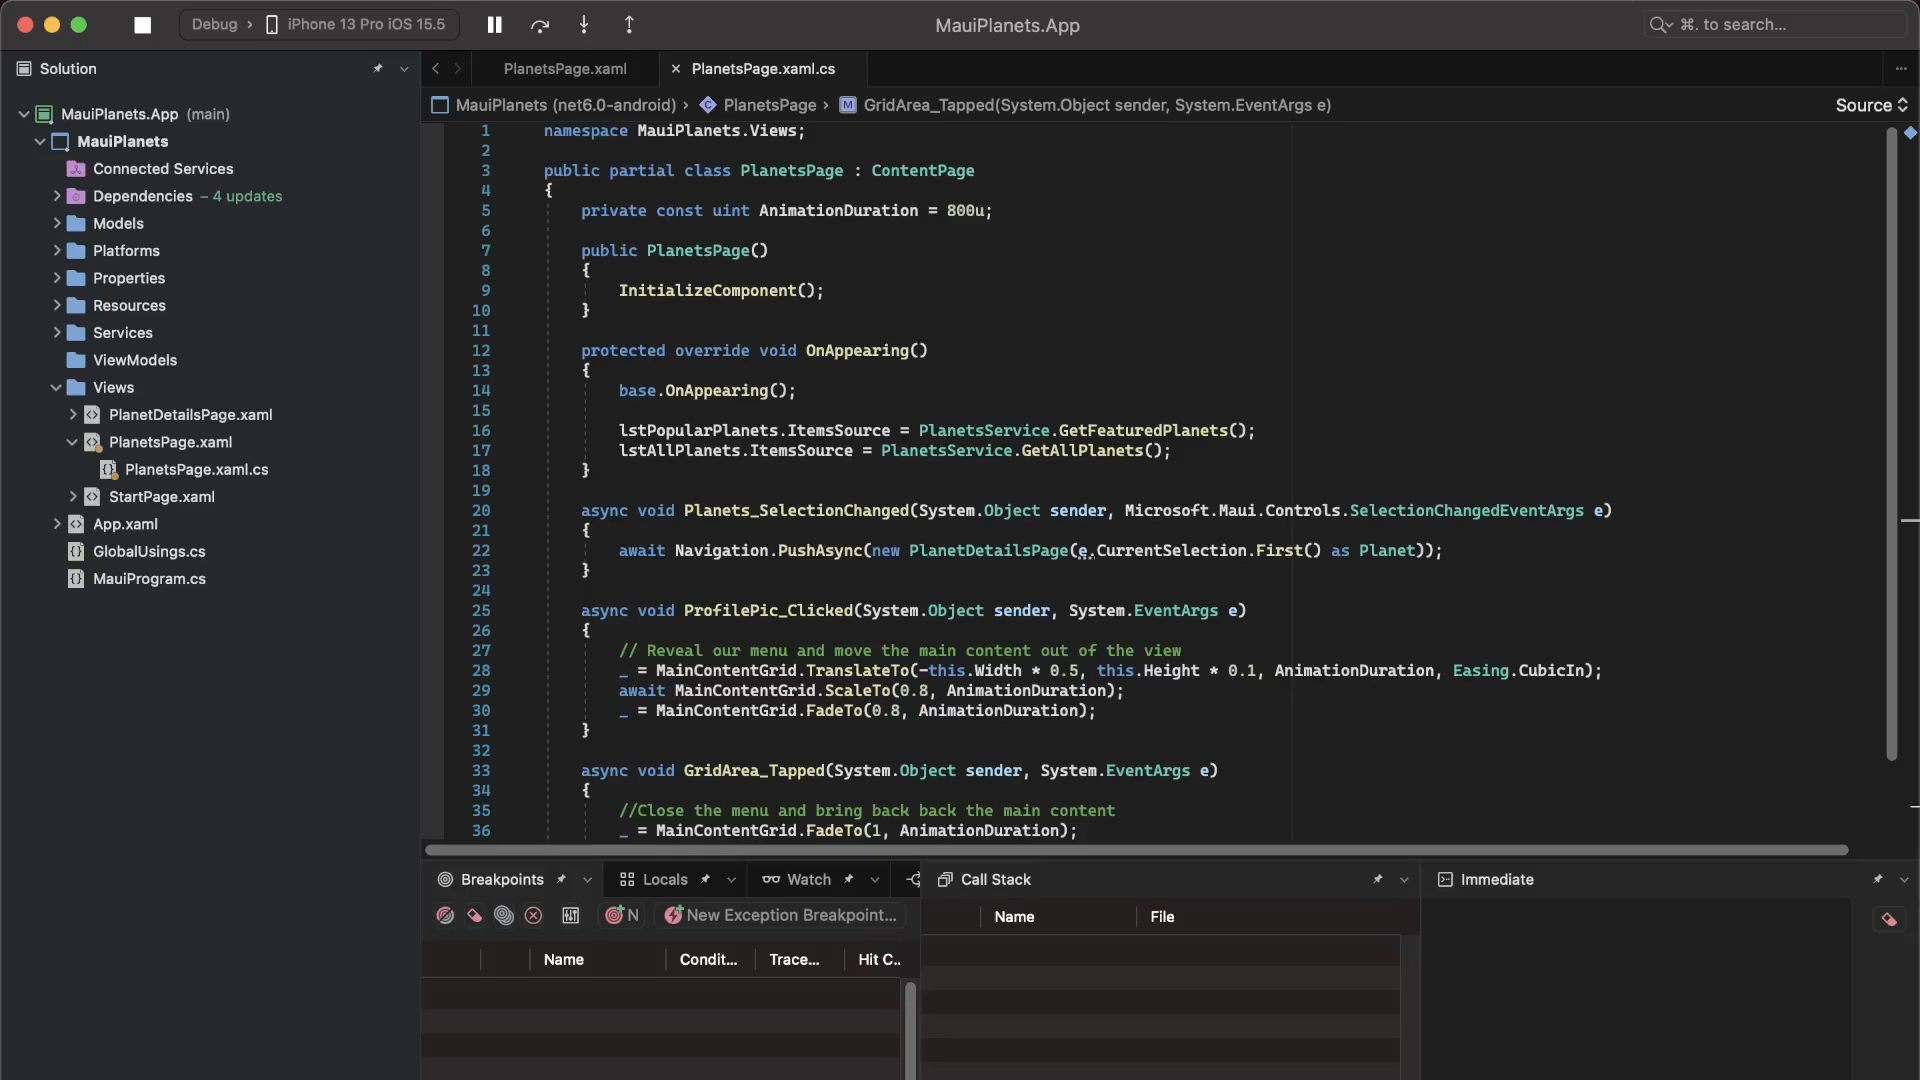 Debug › iPhone 13 Pro iOS 15.5
MauiPlanets.App
⌘. to search...
Solution
MauiPlanets.App (main)
MauiPlanets
Connected Services
Dependencies – 4 updates
Models
Platforms
Properties
Resources
Services
ViewModels
Views
PlanetDetailsPage.xaml
PlanetsPage.xaml
PlanetsPage.xaml.cs
StartPage.xaml
App.xaml
GlobalUsings.cs
MauiProgram.cs
PlanetsPage.xaml
PlanetsPage.xaml.cs
MauiPlanets (net6.0-android) › PlanetsPage › M GridArea_Tapped(System.Object sender, System.EventArgs e)
Source
1 namespace MauiPlanets.Views;
2
3 public partial class PlanetsPage : ContentPage
4 {
5 private const uint AnimationDuration = 800u;
6
7 public PlanetsPage()
8 {
9 InitializeComponent();
10 }
11
12 protected override void OnAppearing()
13 {
14 base.OnAppearing();
15
16 lstPopularPlanets.ItemsSource = PlanetsService.GetFeaturedPlanets();
17 lstAllPlanets.ItemsSource = PlanetsService.GetAllPlanets();
18 }
19
20 async void Planets_SelectionChanged(System.Object sender, Microsoft.Maui.Controls.SelectionChangedEventArgs e)
21 {
22 await Navigation.PushAsync(new PlanetDetailsPage(e.CurrentSelection.First() as Planet));
23 }
24
25 async void ProfilePic_Clicked(System.Object sender, System.EventArgs e)
26 {
27 // Reveal our menu and move the main content out of the view
28 _ = MainContentGrid.TranslateTo(-this.Width * 0.5, this.Height * 0.1, AnimationDuration, Easing.CubicIn);
29 await MainContentGrid.ScaleTo(0.8, AnimationDuration);
30 _ = MainContentGrid.FadeTo(0.8, AnimationDuration);
31 }
32
33 async void GridArea_Tapped(System.Object sender, System.EventArgs e)
34 {
35 //Close the menu and bring back back the main content
36 _ = MainContentGrid.FadeTo(1, AnimationDuration);
Breakpoints
Locals
Watch
N
New Exception Breakpoint...
Name Condit... Trace... Hit C..
Call Stack
Name File
Immediate